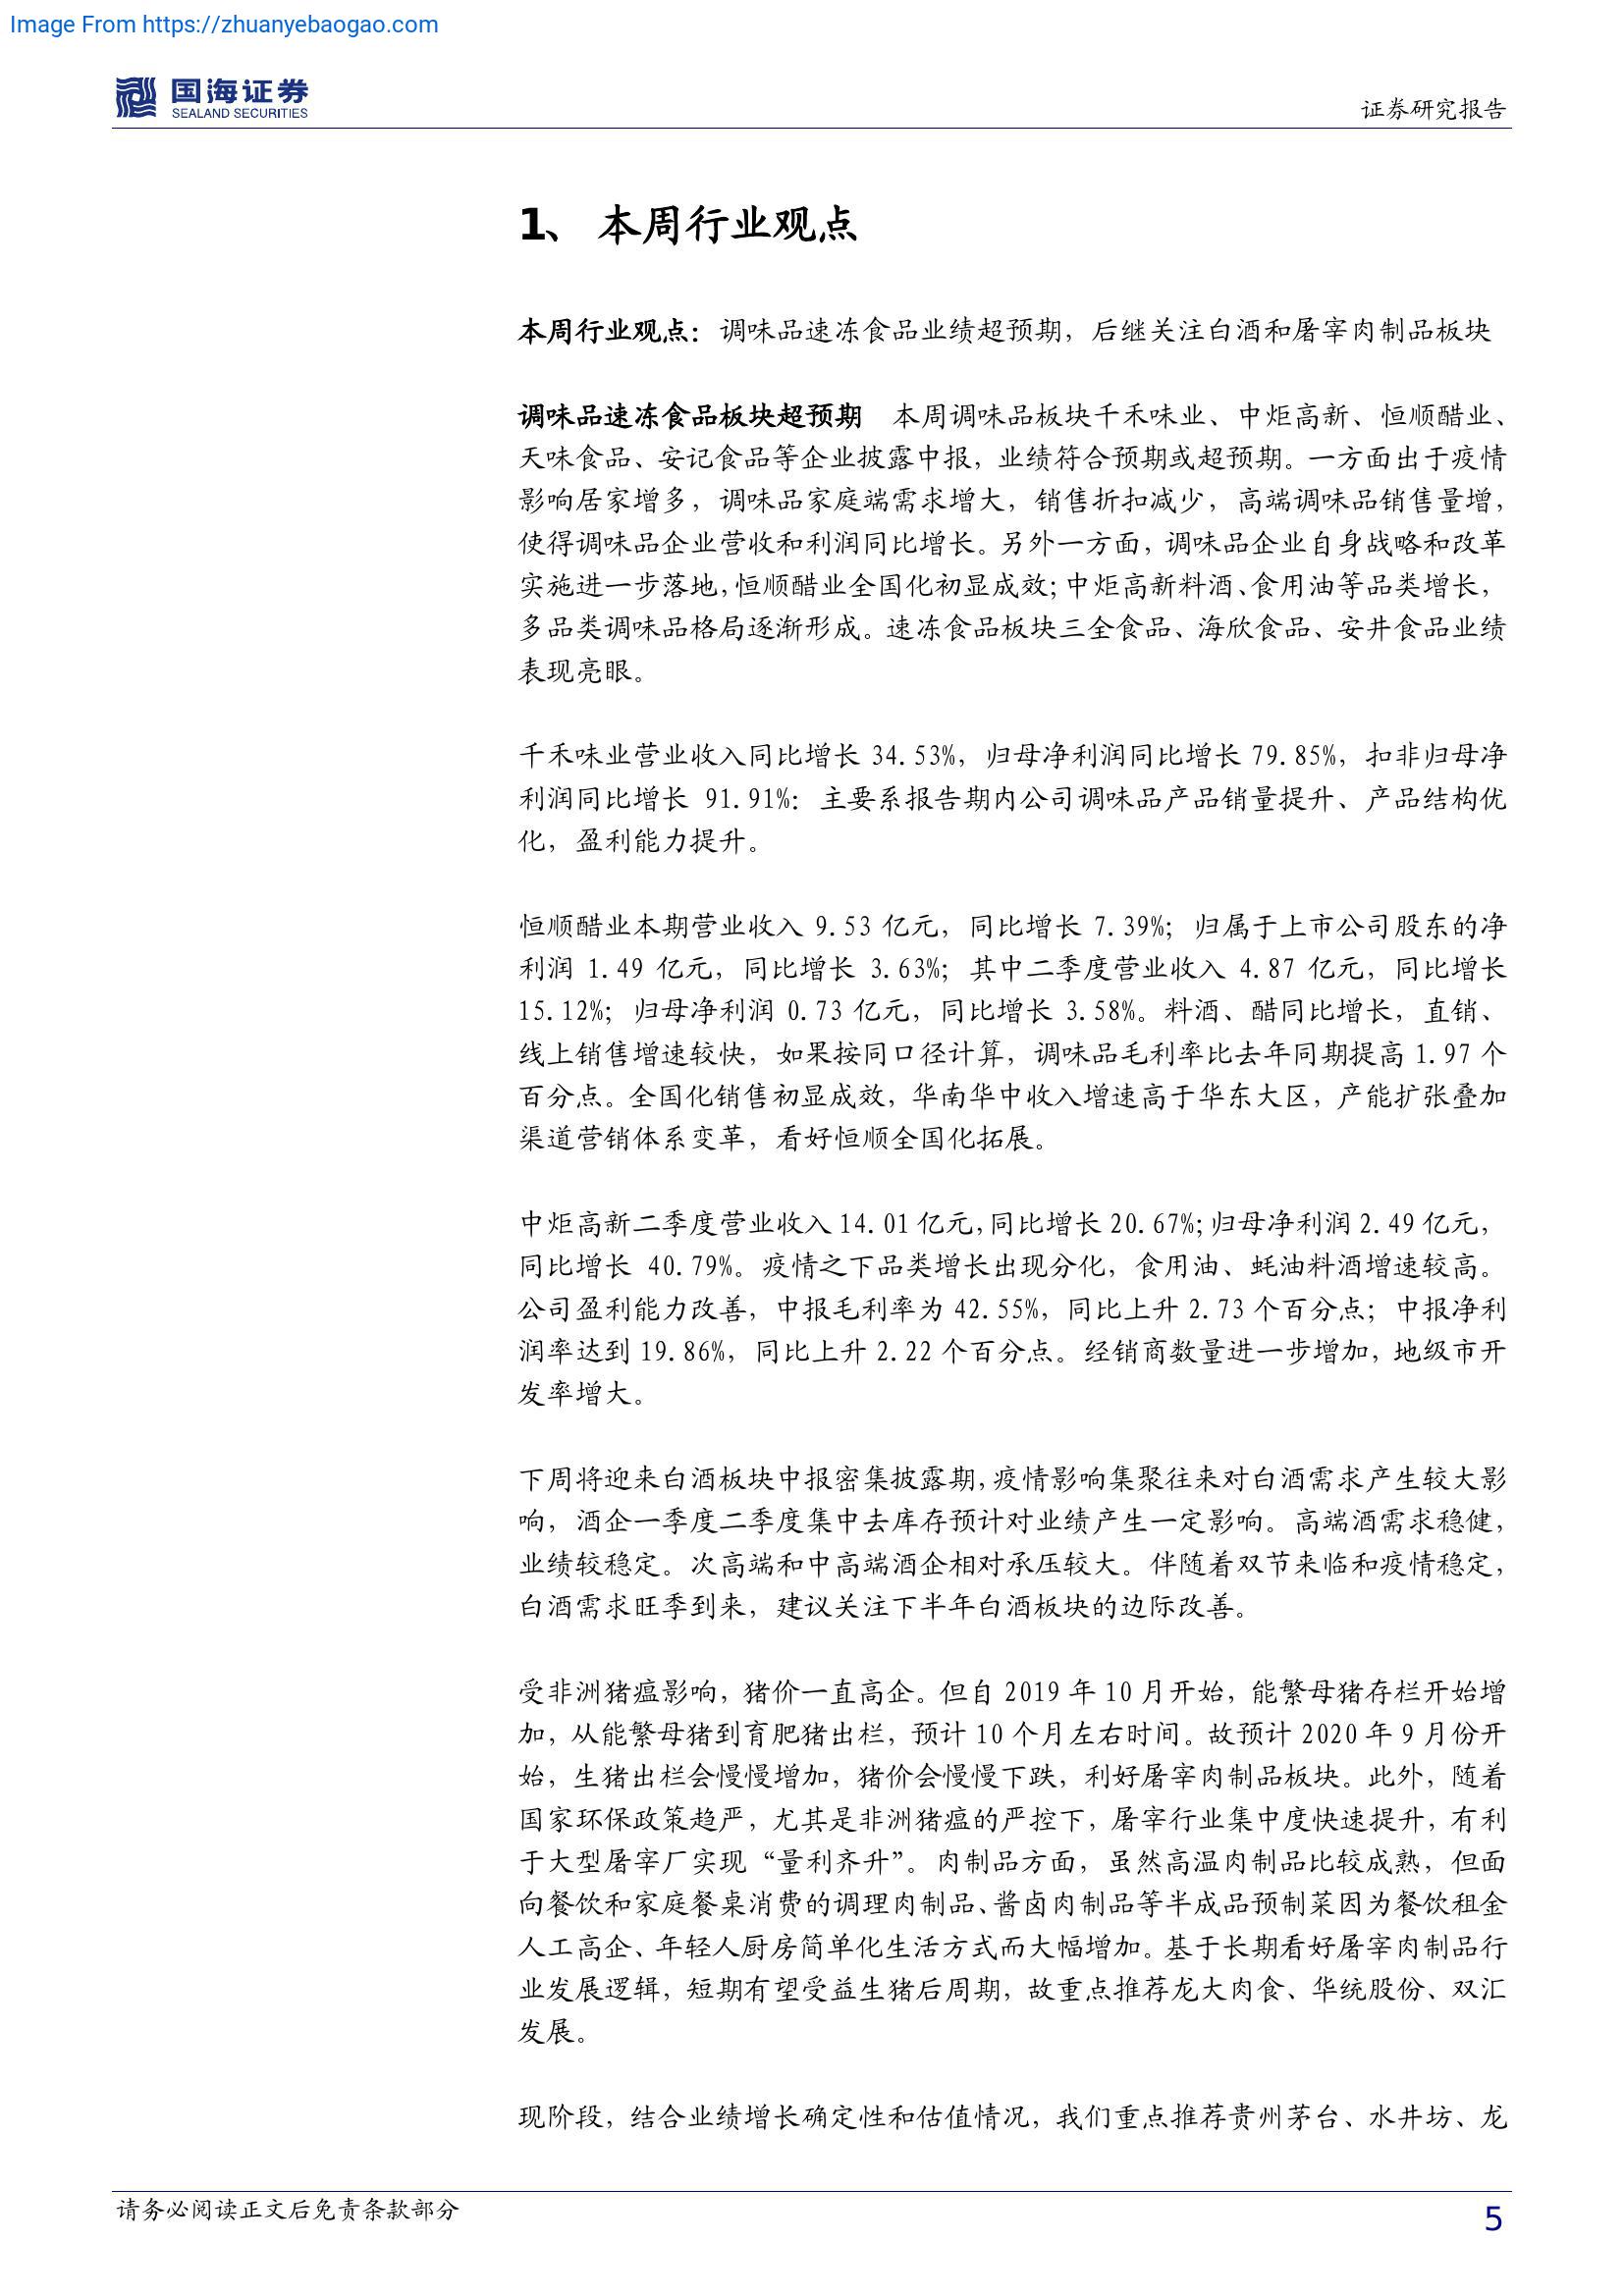 Image From https://zhuanyebaogao.com
国海证券
SEALAND SECURITIES
证券研究报告
1、 本周行业观点
本周行业观点：调味品速冻食品业绩超预期，后继关注白酒和屠宰肉制品板块
调味品速冻食品板块超预期 本周调味品板块千禾味业、中炬高新、恒顺醋业、
天味食品、安记食品等企业披露中报，业绩符合预期或超预期。一方面出于疫情
影响居家增多，调味品家庭端需求增大，销售折扣减少，高端调味品销售量增，
使得调味品企业营收和利润同比增长。另外一方面，调味品企业自身战略和改革
实施进一步落地，恒顺醋业全国化初显成效；中炬高新料酒、食用油等品类增长，
多品类调味品格局逐渐形成。速冻食品板块三全食品、海欣食品、安井食品业绩
表现亮眼。
千禾味业营业收入同比增长 34.53%，归母净利润同比增长 79.85%，扣非归母净
利润同比增长 91.91%：主要系报告期内公司调味品产品销量提升、产品结构优
化，盈利能力提升。
恒顺醋业本期营业收入 9.53 亿元，同比增长 7.39%；归属于上市公司股东的净
利润 1.49 亿元，同比增长 3.63%；其中二季度营业收入 4.87 亿元，同比增长
15.12%；归母净利润 0.73 亿元，同比增长 3.58%。料酒、醋同比增长，直销、
线上销售增速较快，如果按同口径计算，调味品毛利率比去年同期提高 1.97 个
百分点。全国化销售初显成效，华南华中收入增速高于华东大区，产能扩张叠加
渠道营销体系变革，看好恒顺全国化拓展。
中炬高新二季度营业收入 14.01 亿元，同比增长 20.67%；归母净利润 2.49 亿元，
同比增长 40.79%。疫情之下品类增长出现分化，食用油、蚝油料酒增速较高。
公司盈利能力改善，中报毛利率为 42.55%，同比上升 2.73 个百分点；中报净利
润率达到 19.86%，同比上升 2.22 个百分点。经销商数量进一步增加，地级市开
发率增大。
下周将迎来白酒板块中报密集披露期，疫情影响集聚往来对白酒需求产生较大影
响，酒企一季度二季度集中去库存预计对业绩产生一定影响。高端酒需求稳健，
业绩较稳定。次高端和中高端酒企相对承压较大。伴随着双节来临和疫情稳定，
白酒需求旺季到来，建议关注下半年白酒板块的边际改善。
受非洲猪瘟影响，猪价一直高企。但自 2019 年 10 月开始，能繁母猪存栏开始增
加，从能繁母猪到育肥猪出栏，预计 10 个月左右时间。故预计 2020 年 9 月份开
始，生猪出栏会慢慢增加，猪价会慢慢下跌，利好屠宰肉制品板块。此外，随着
国家环保政策趋严，尤其是非洲猪瘟的严控下，屠宰行业集中度快速提升，有利
于大型屠宰厂实现“量利齐升”。肉制品方面，虽然高温肉制品比较成熟，但面
向餐饮和家庭餐桌消费的调理肉制品、酱卤肉制品等半成品预制菜因为餐饮租金
人工高企、年轻人厨房简单化生活方式而大幅增加。基于长期看好屠宰肉制品行
业发展逻辑，短期有望受益生猪后周期，故重点推荐龙大肉食、华统股份、双汇
发展。
现阶段，结合业绩增长确定性和估值情况，我们重点推荐贵州茅台、水井坊、龙
请务必阅读正文后免责条款部分
5